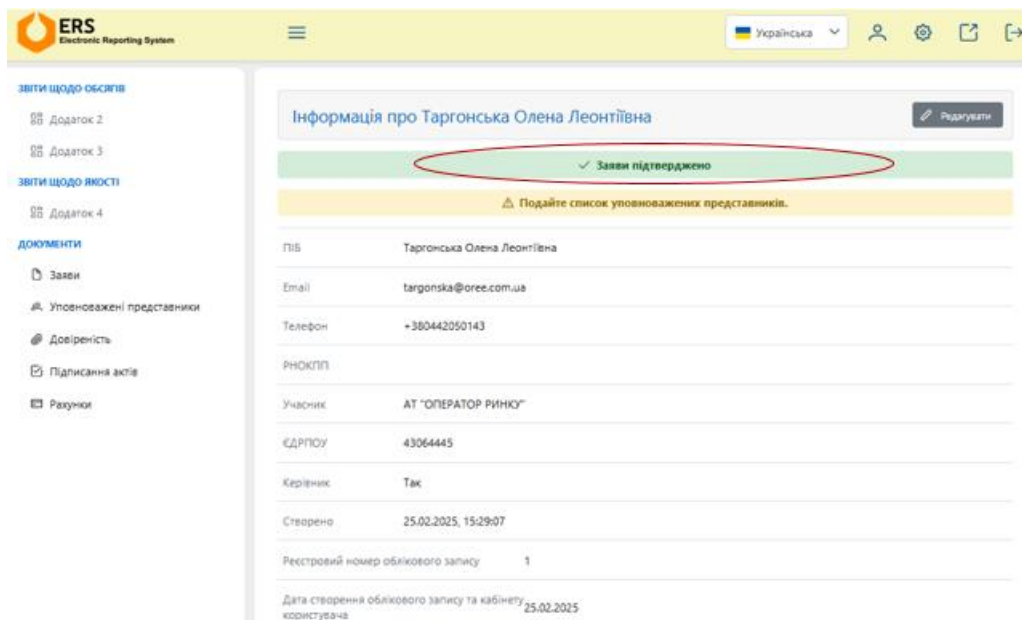 ERS
Electronic Reporting System
Українська
ЗВІТИ ЩОДО ОБСЯГІВ
Додаток 2
Додаток 3
ЗВІТИ ЩОДО ЯКОСТІ
Додаток 4
ДОКУМЕНТИ
Заяви
Уповноважені представники
Довіреність
Підписання актів
Рахунки
Інформація про Таргонська Олена Леонтіївна
Редагувати
Заяви підтверджено
Подайте список уповноважених представників.
ПІБ Таргонська Олена Леонтіївна
Email targonska@oree.com.ua
Телефон +380442050143
РНОКПП
Учасник АТ "ОПЕРАТОР РИНКУ"
ЄДРПОУ 43064445
Керівник Так
Створено 25.02.2025, 15:29:07
Реєстровий номер облікового запису 1
Дата створення облікового запису та кабінету 25.02.2025
користувача